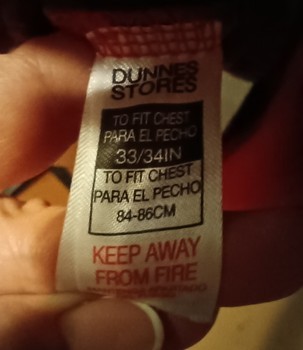 DUNNES
STORES
TO FIT CHEST
PARA EL PECHO
33/34IN
TO FIT CHEST
PARA EL PECHO
84-86CM
KEEP AWAY
FROM FIRE